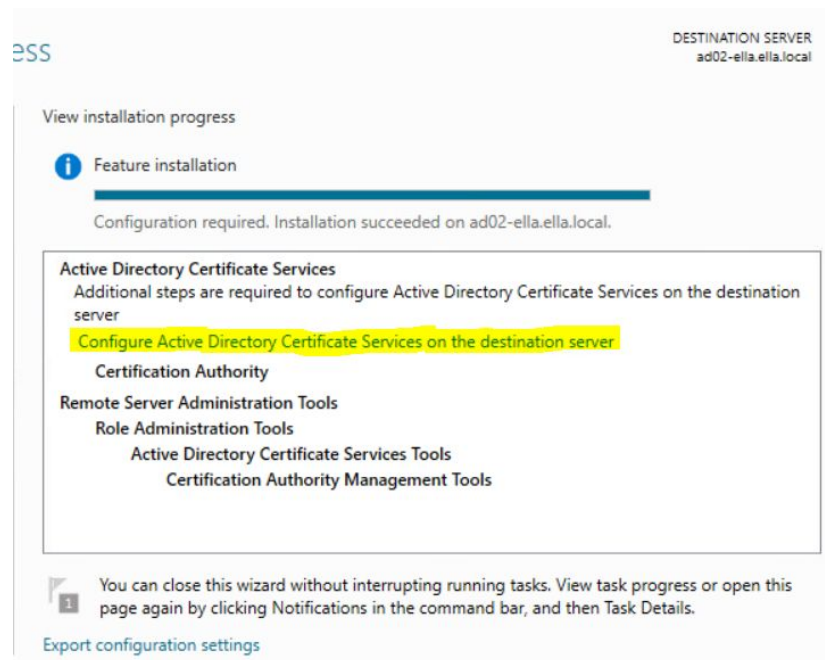 ess
DESTINATION SERVER
ad02-ella.ella.local
View installation progress
Feature installation
Configuration required. Installation succeeded on ad02-ella.ella.local.
Active Directory Certificate Services
Additional steps are required to configure Active Directory Certificate Services on the destination
server
Configure Active Directory Certificate Services on the destination server
Certification Authority
Remote Server Administration Tools
Role Administration Tools
Active Directory Certificate Services Tools
Certification Authority Management Tools
1
You can close this wizard without interrupting running tasks. View task progress or open this
page again by clicking Notifications in the command bar, and then Task Details.
Export configuration settings